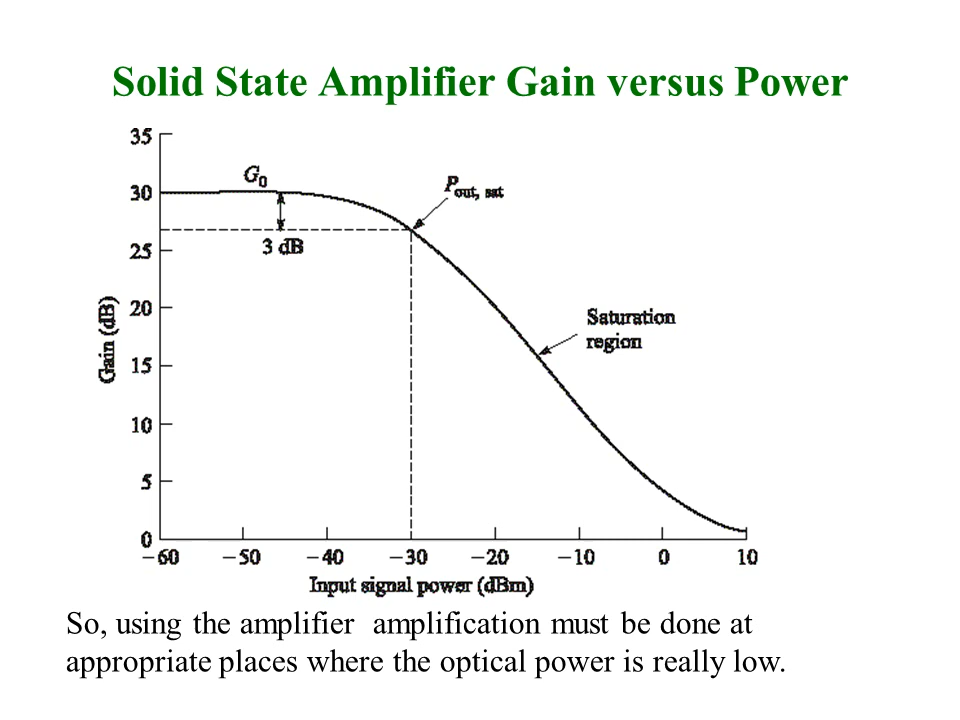 Solid State Amplifier Gain versus Power
35
30
25
20
15
10
5
0
Gain (dB)
G0
3 dB
Pout, sat
Saturation
region
−60 −50 −40 −30 −20 −10 0 10
Input signal power (dBm)
So, using the amplifier amplification must be done at
appropriate places where the optical power is really low.